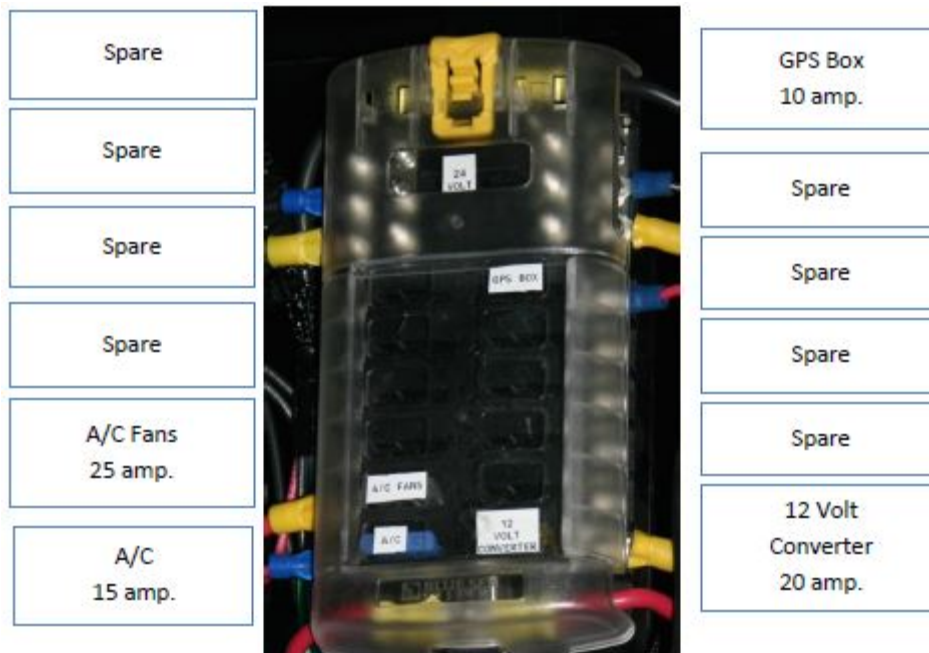 Spare
Spare
Spare
Spare
A/C Fans
25 amp.
A/C
15 amp.
24
VOLT
GPS BOX
A/C FANS
A/C
12
VOLT
CONVERTER
GPS Box
10 amp.
Spare
Spare
Spare
Spare
12 Volt
Converter
20 amp.